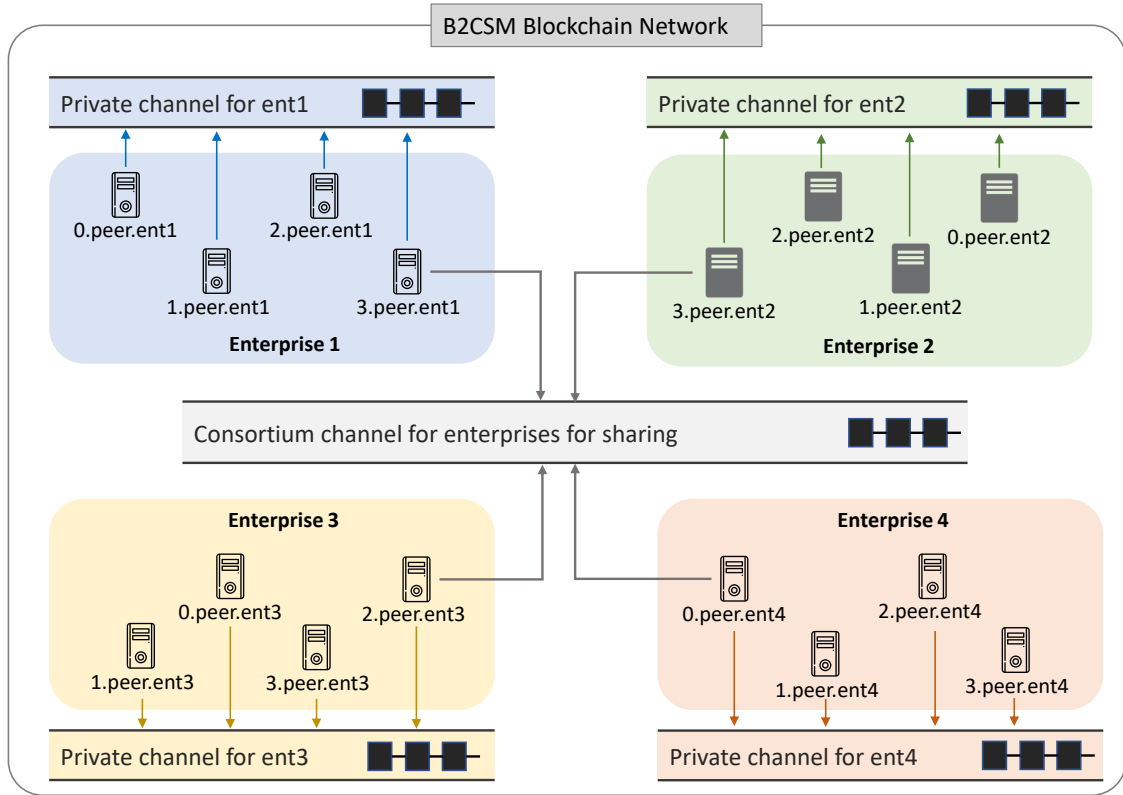 B2CSM Blockchain Network
Private channel for ent1
Private channel for ent2
0.peer.ent1
2.peer.ent1
1.peer.ent1
3.peer.ent1
Enterprise 1
2.peer.ent2
0.peer.ent2
3.peer.ent2
1.peer.ent2
Enterprise 2
Consortium channel for enterprises for sharing
Enterprise 3
0.peer.ent3
2.peer.ent3
1.peer.ent3
3.peer.ent3
Enterprise 4
0.peer.ent4
2.peer.ent4
1.peer.ent4
3.peer.ent4
Private channel for ent3
Private channel for ent4